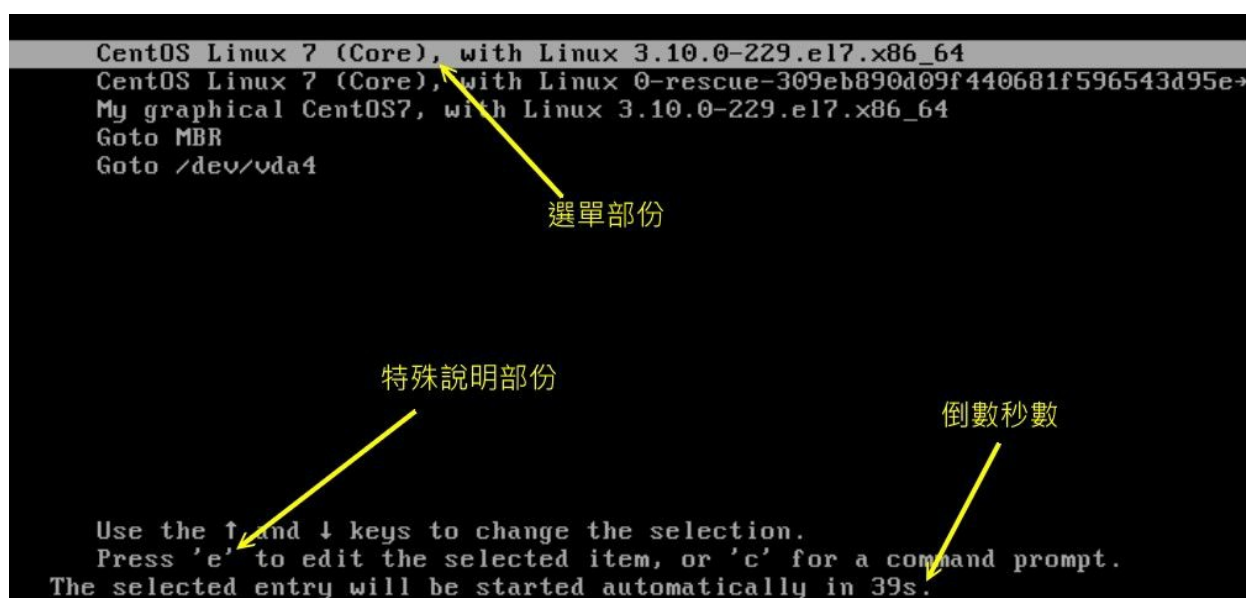 CentOS Linux 7 (Core), with Linux 3.10.0-229.el7.x86_64
CentOS Linux 7 (Core), with Linux 0-rescue-309eb890d09f440681f596543d95e→
My graphical CentOS7, with Linux 3.10.0-229.el7.x86_64
Goto MBR
Goto /dev/vda4
選單部份
特殊說明部份
倒數秒數
Use the ↑ and ↓ keys to change the selection.
Press 'e' to edit the selected item, or 'c' for a command prompt.
The selected entry will be started automatically in 39s.